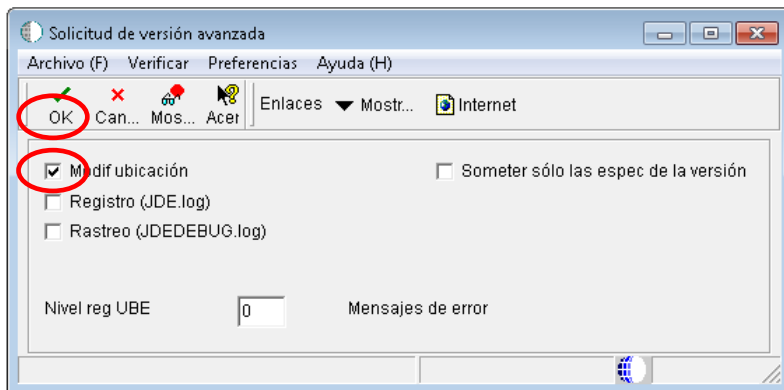 Solicitud de versión avanzada
Archivo (F) Verificar Preferencias Ayuda (H)
OK Can... Mos... Acer Enlaces Mostr... Internet
Modif ubicación Someter sólo las espec de la versión
Registro (JDE.log)
Rastreo (JDEDEBUG.log)
Nivel reg UBE 0 Mensajes de error